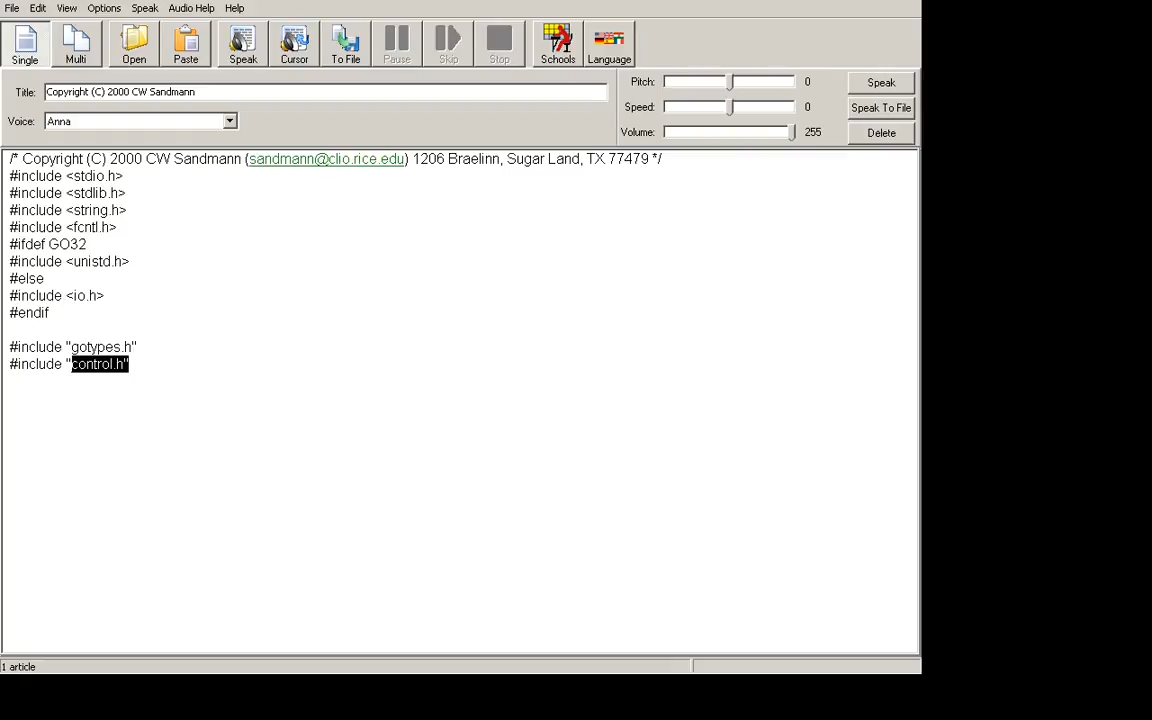 File Edit View Options Speak Audio Help Help
Single Multi Open Paste Speak Cursor To File Pause Skip Stop Schools Language
Title: Copyright (C) 2000 CW Sandmann
Voice: Anna
Pitch: 0 Speak
Speed: 0 Speak To File
Volume: 255 Delete
/* Copyright (C) 2000 CW Sandmann (sandmann@clio.rice.edu) 1206 Braelinn, Sugar Land, TX 77479 */
#include <stdio.h>
#include <stdlib.h>
#include <string.h>
#include <fcntl.h>
#ifdef GO32
#include <unistd.h>
#else
#include <io.h>
#endif
#include "gotypes.h"
#include "control.h"
1 article